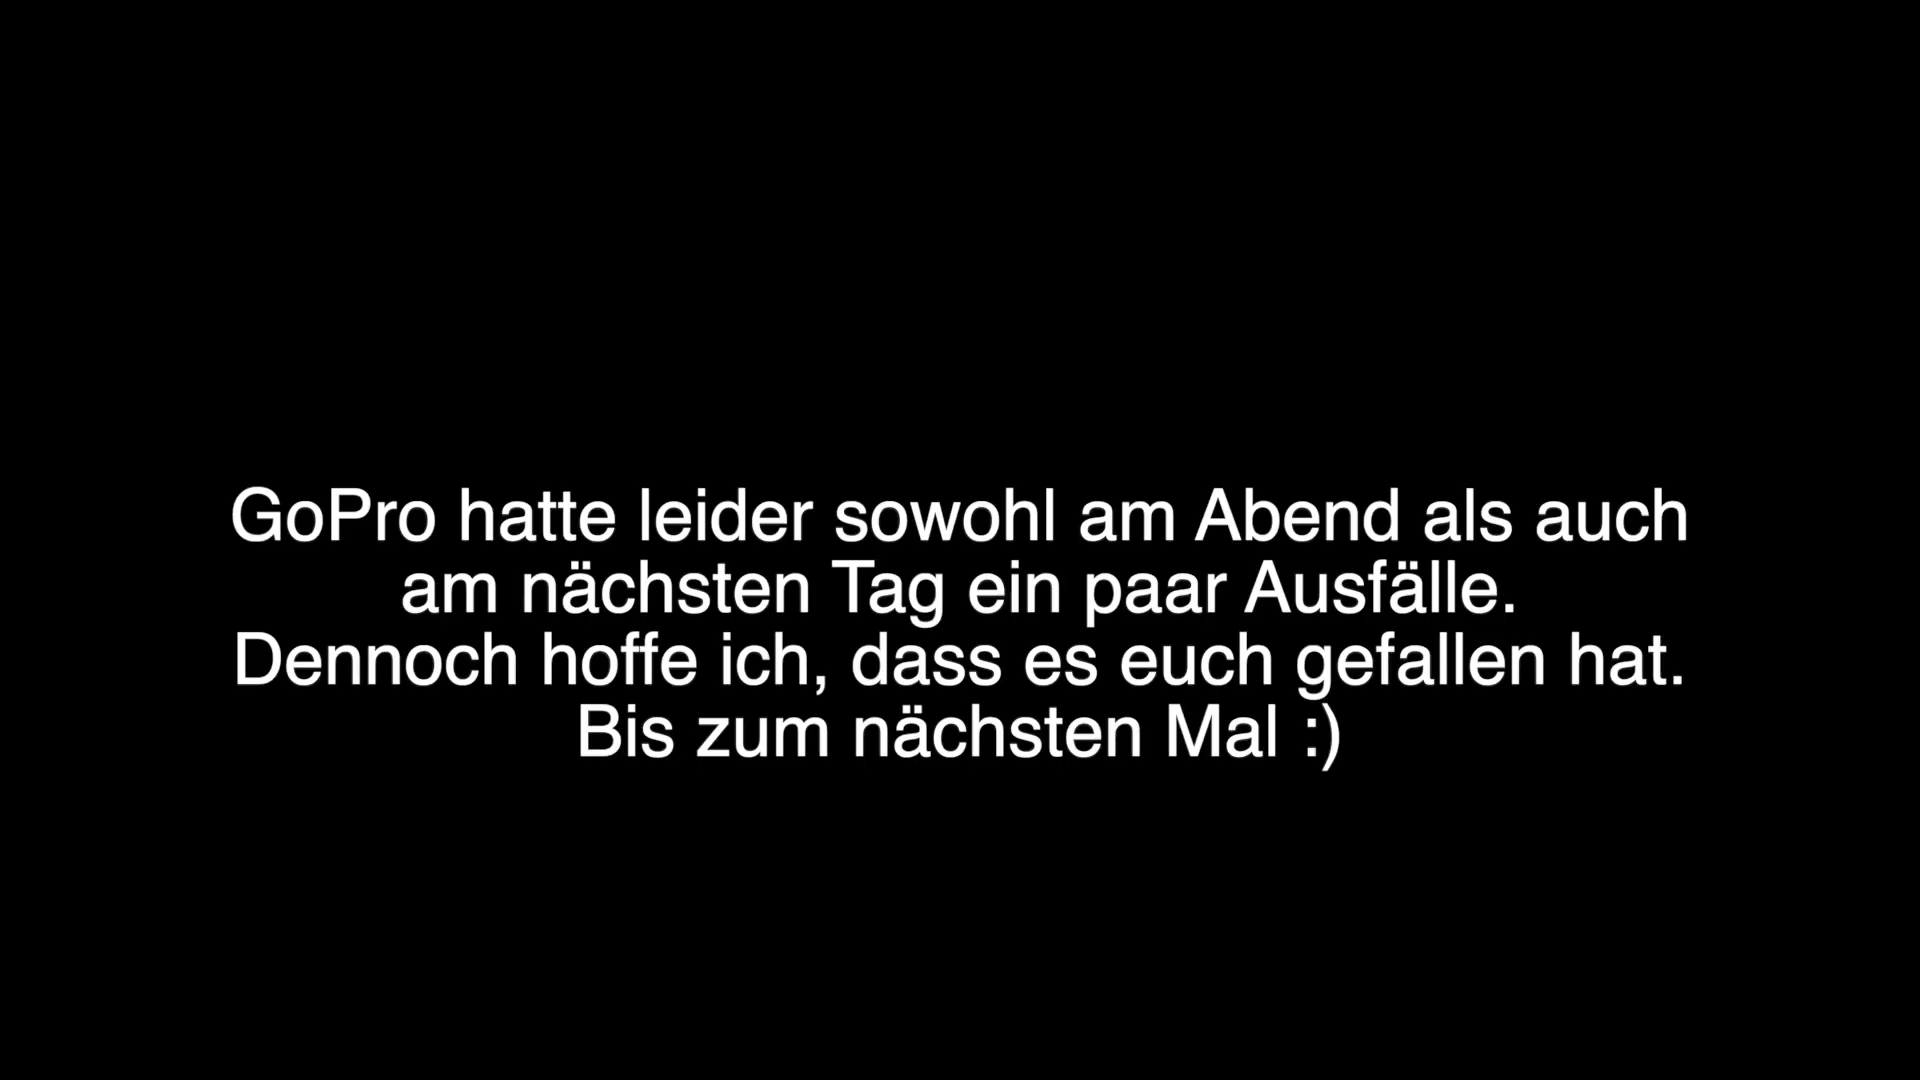 GoPro hatte leider sowohl am Abend als auch
am nächsten Tag ein paar Ausfälle.
Dennoch hoffe ich, dass es euch gefallen hat.
Bis zum nächsten Mal :)